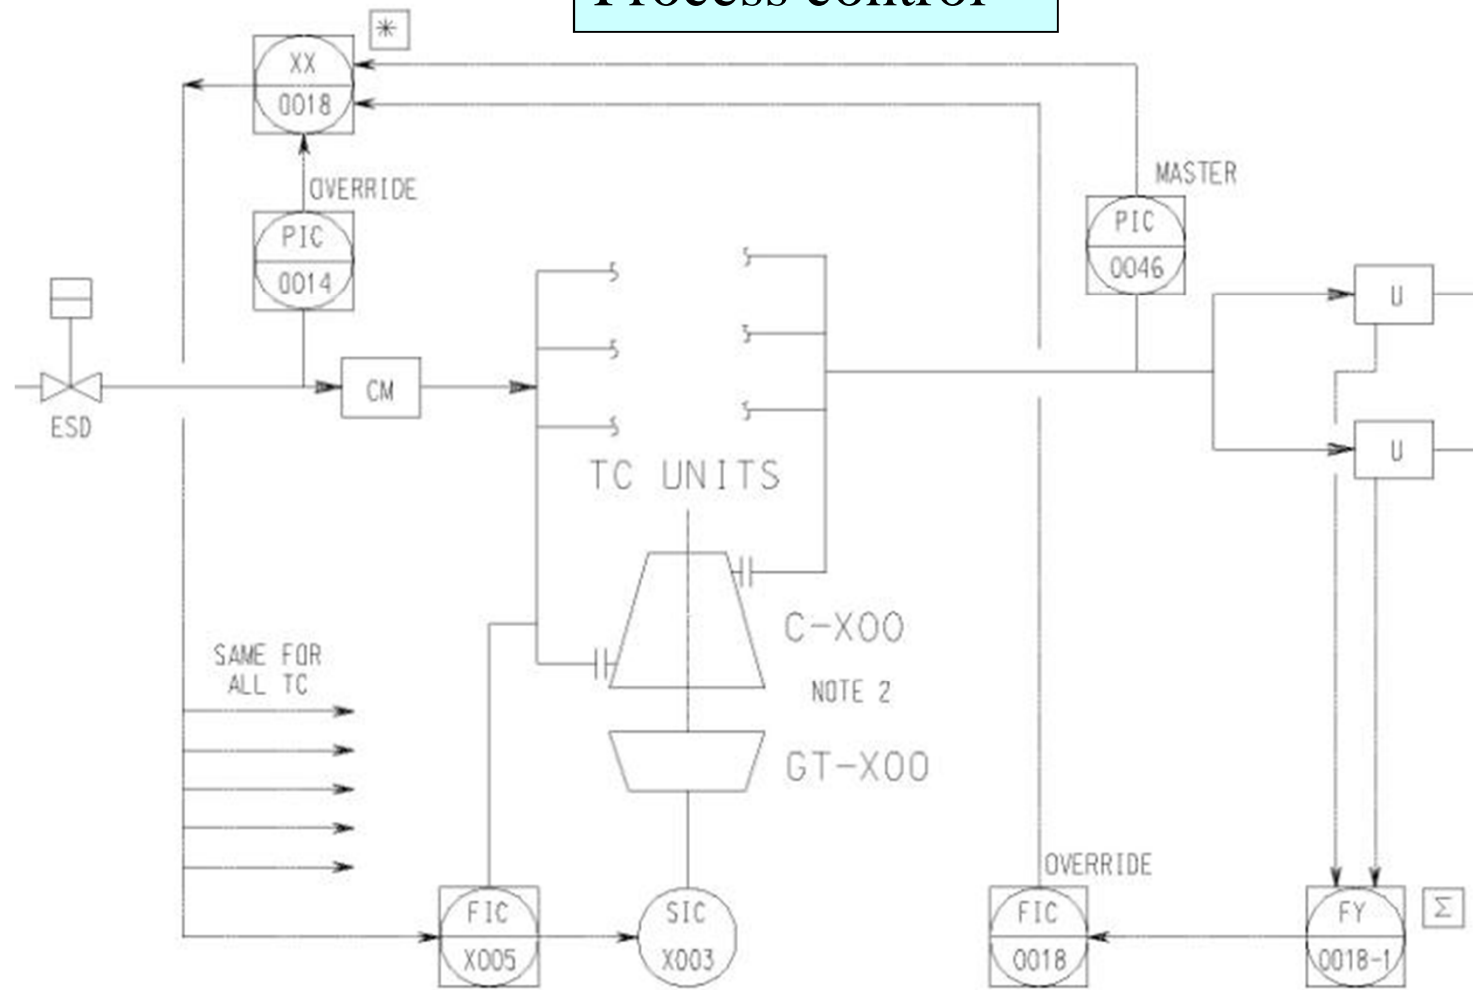 Process control
*
XX
0018
OVERRIDE
MASTER
PIC
0014
PIC
0046
U
CM
ESD
U
TC UNITS
C-X00
SAME FOR
ALL TC
NOTE 2
GT-X00
OVERRIDE
FIC
X005
SIC
X003
FIC
0018
FY
0018-1
Σ